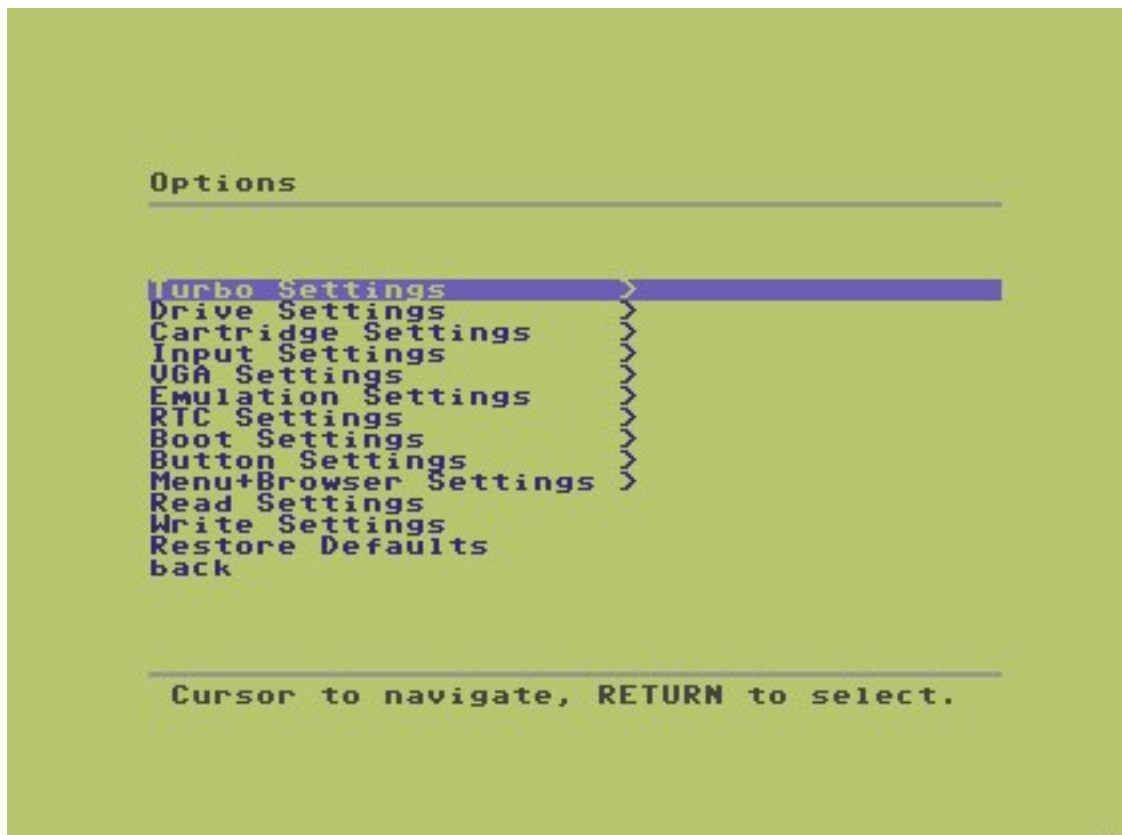 Options
Turbo Settings >
Drive Settings >
Cartridge Settings >
Input Settings >
VGA Settings >
Emulation Settings >
RTC Settings >
Boot Settings >
Button Settings >
Menu+Browser Settings >
Read Settings
Write Settings
Restore Defaults
back
Cursor to navigate, RETURN to select.